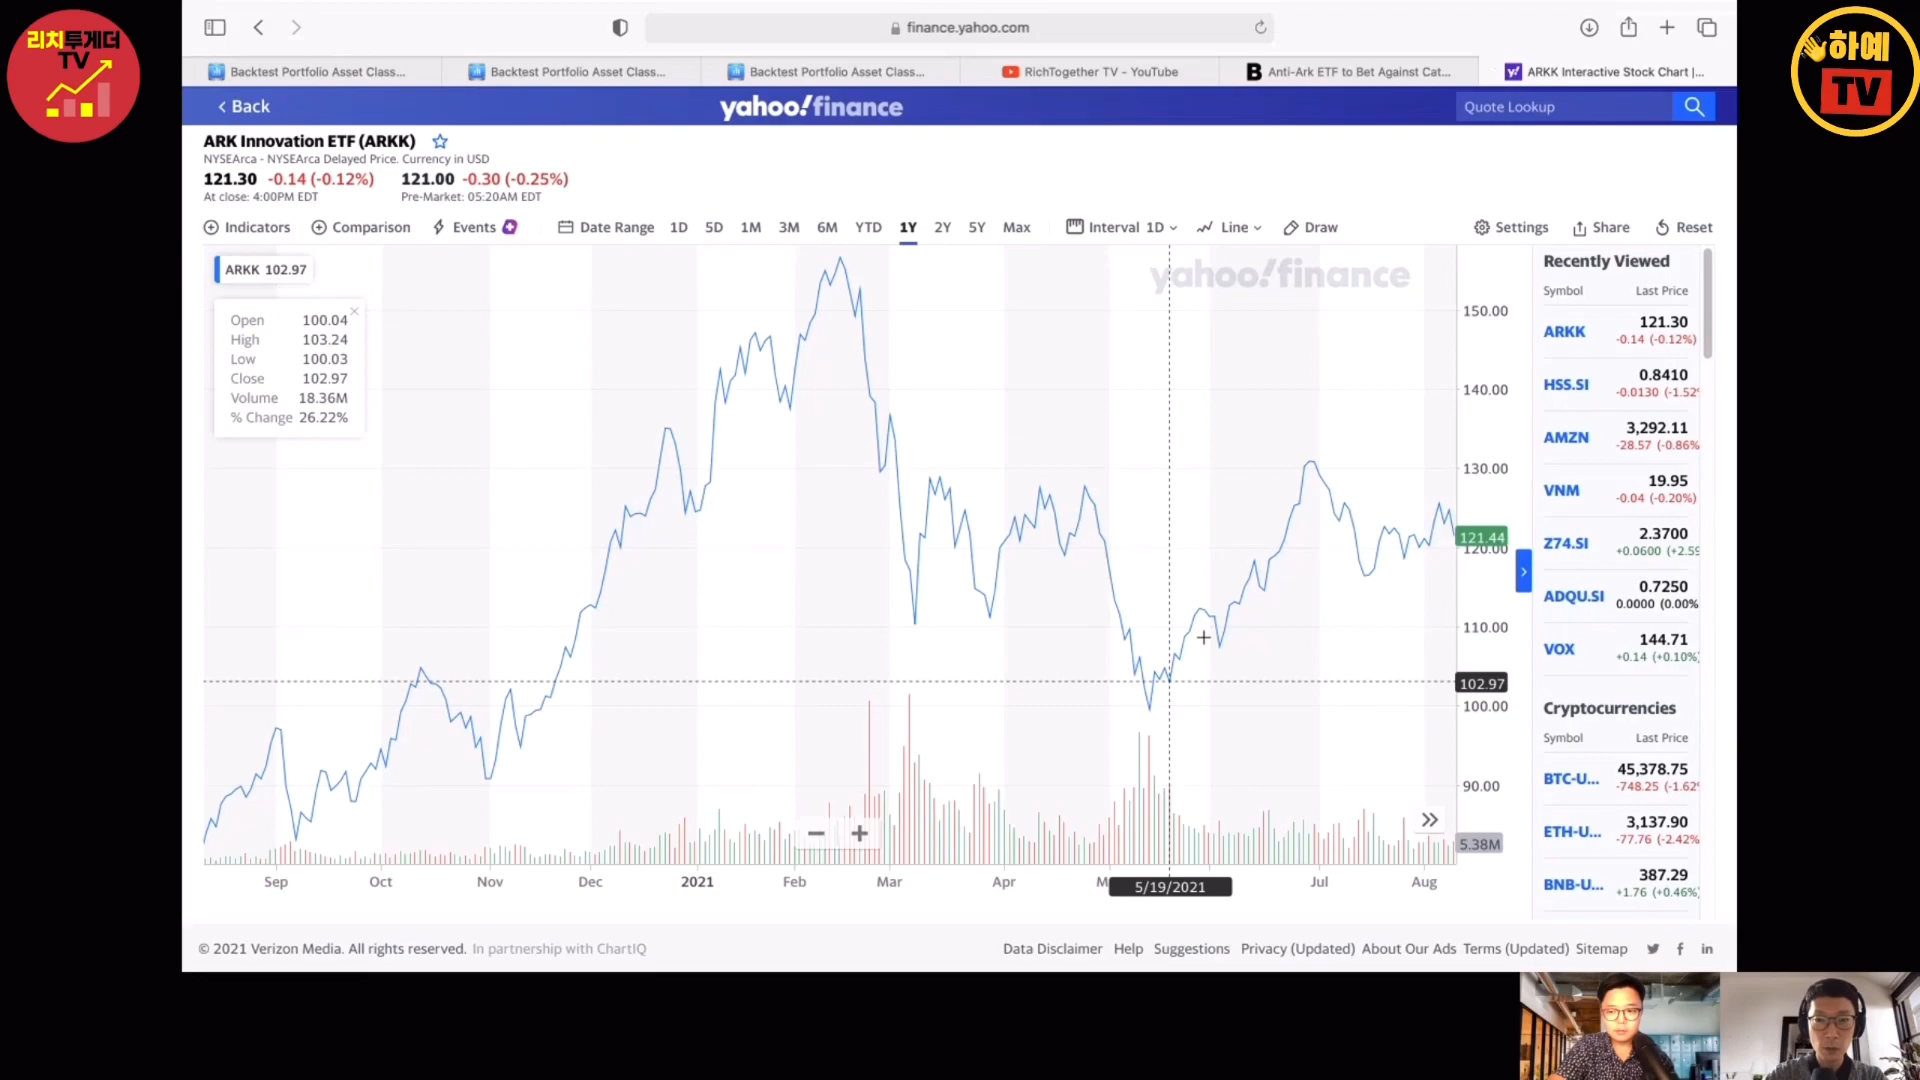 리치투게더
TV
하예
TV
finance.yahoo.com
Backtest Portfolio Asset Class...
Backtest Portfolio Asset Class...
Backtest Portfolio Asset Class...
RichTogether TV - YouTube
Anti-Ark ETF to Bet Against Cat...
ARKK Interactive Stock Chart |...
Back
yahoo!finance
Quote Lookup
ARK Innovation ETF (ARKK)
NYSEArca - NYSEArca Delayed Price. Currency in USD
121.30 -0.14 (-0.12%) 121.00 -0.30 (-0.25%)
At close: 4:00PM EDT Pre-Market: 05:20AM EDT
Indicators Comparison Events Date Range 1D 5D 1M 3M 6M YTD 1Y 2Y 5Y Max Interval 1D Line Draw Settings Share Reset
ARKK 102.97
Open 100.04
High 103.24
Low 100.03
Close 102.97
Volume 18.36M
% Change 26.22%
yahoo!finance
150.00
140.00
130.00
121.44
120.00
110.00
102.97
100.00
90.00
5.38M
Sep Oct Nov Dec 2021 Feb Mar Apr M 5/19/2021 Jul Aug
Recently Viewed
Symbol Last Price
ARKK 121.30
-0.14 (-0.12%)
HSS.SI 0.8410
-0.0130 (-1.52%
AMZN 3,292.11
-28.57 (-0.86%
VNM 19.95
-0.04 (-0.20%)
Z74.SI 2.3700
+0.0600 (+2.59
ADQU.SI 0.7250
0.0000 (0.00%
VOX 144.71
+0.14 (+0.10%)
Cryptocurrencies
Symbol Last Price
BTC-U... 45,378.75
-748.25 (-1.62%
ETH-U... 3,137.90
-77.76 (-2.42%
BNB-U... 387.29
+1.76 (+0.46%)
© 2021 Verizon Media. All rights reserved. In partnership with ChartIQ
Data Disclaimer Help Suggestions Privacy (Updated) About Our Ads Terms (Updated) Sitemap